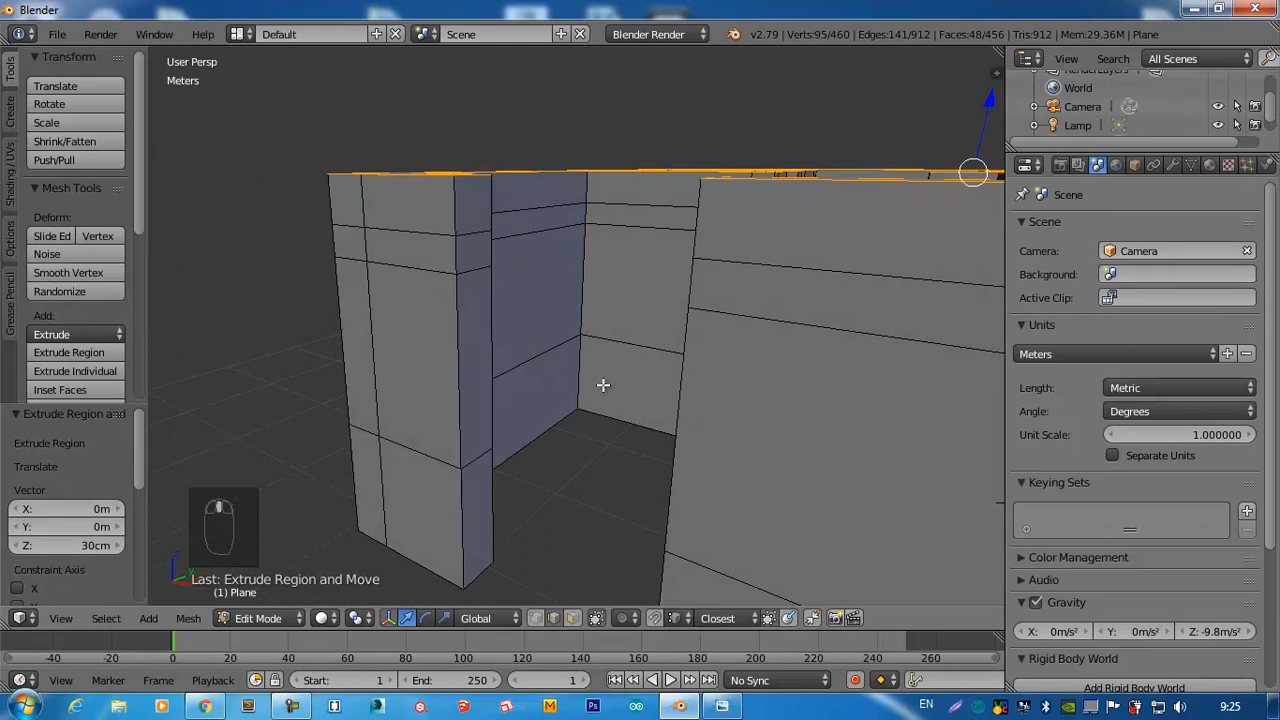 Blender
File Render Window Help Default Scene Blender Render v2.79 | Verts:95/460 | Edges:141/912 | Faces:48/456 | Tris:912 | Mem:29.36M | Plane
Tools
Create
Shading / UVs
Options
Grease Pencil
Transform
Translate
Rotate
Scale
Shrink/Fatten
Push/Pull
Mesh Tools
Deform:
Slide Ed Vertex
Noise
Smooth Vertex
Randomize
Add:
Extrude
Extrude Region
Extrude Individual
Inset Faces
Extrude Region and
Extrude Region
Translate
Vector
X: 0m
Y: 0m
Z: 30cm
Constraint Axis
X
User Persp
Meters
Last: Extrude Region and Move
(1) Plane
View Select Add Mesh Edit Mode Global Closest
View Search All Scenes
World
Camera
Lamp
Scene
Scene
Camera: Camera
Background:
Active Clip:
Units
Meters
Length: Metric
Angle: Degrees
Unit Scale: 1.000000
Separate Units
Keying Sets
Color Management
Audio
Gravity
X: 0m/s² Y: 0m/s² Z: -9.8m/s²
Rigid Body World
Add Rigid Body World
-40 -20 0 20 40 60 80 100 120 140 160 180 200 220 240 260
View Marker Frame Playback Start: 1 End: 250 1 No Sync
EN 9:25